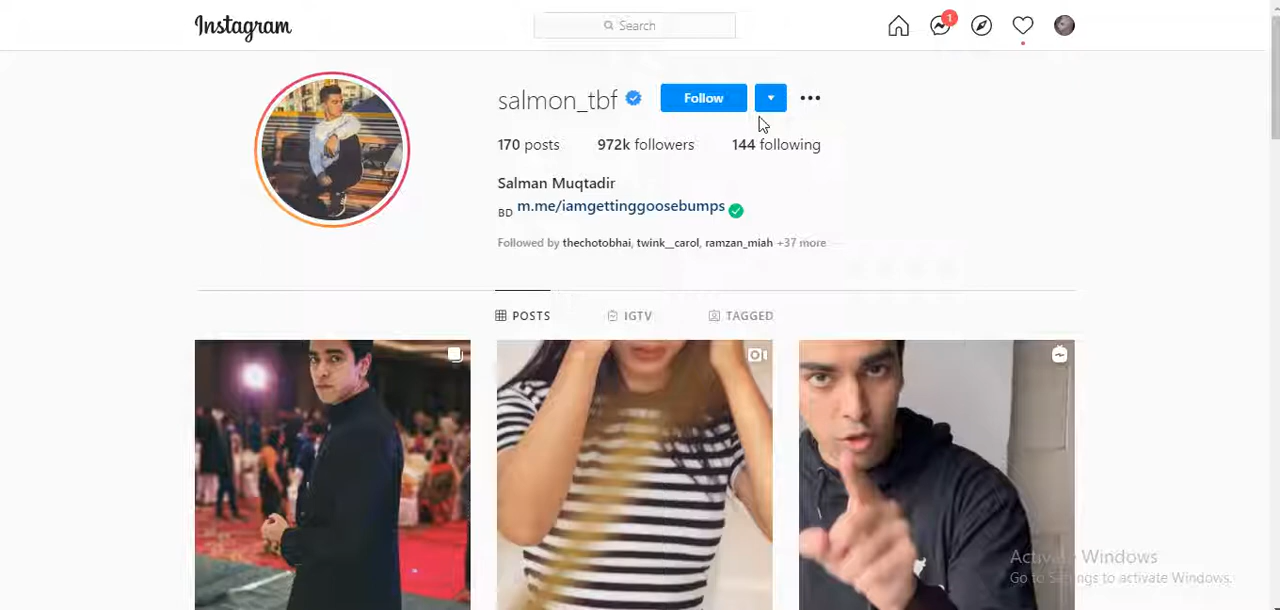 Instagram
Search
1
salmon_tbf Follow
170 posts 972k followers 144 following
Salman Muqtadir
BD m.me/iamgettinggoosebumps
Followed by thechotobhai, twink__carol, ramzan_miah +37 more
POSTS IGTV TAGGED
Activate Windows
Go to Settings to activate Windows.